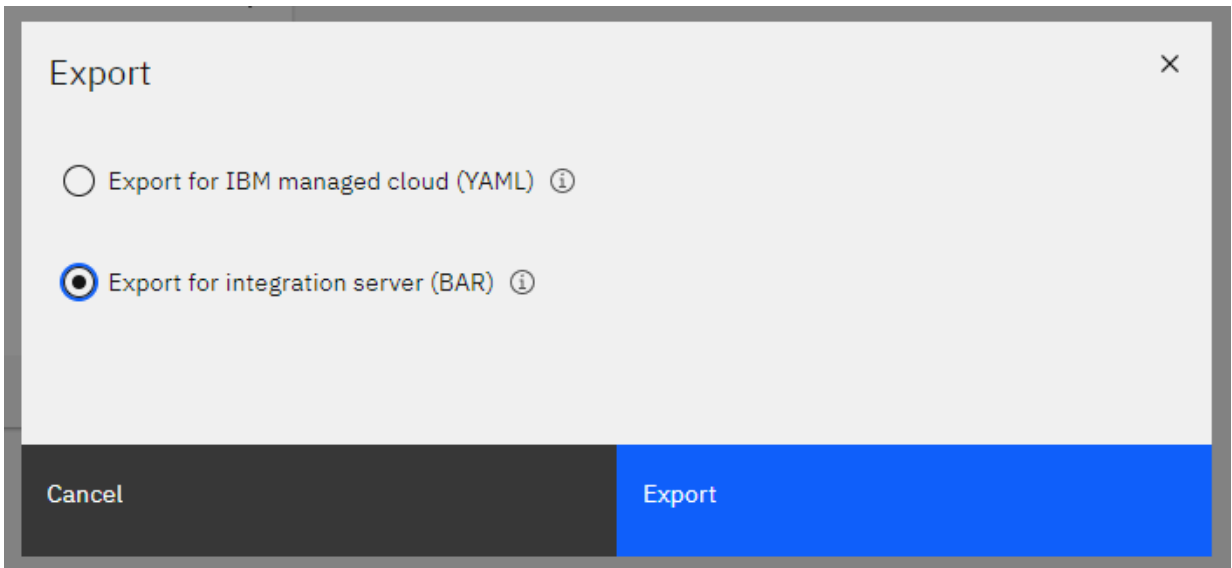 Export
Export for IBM managed cloud (YAML)
Export for integration server (BAR)
Cancel
Export